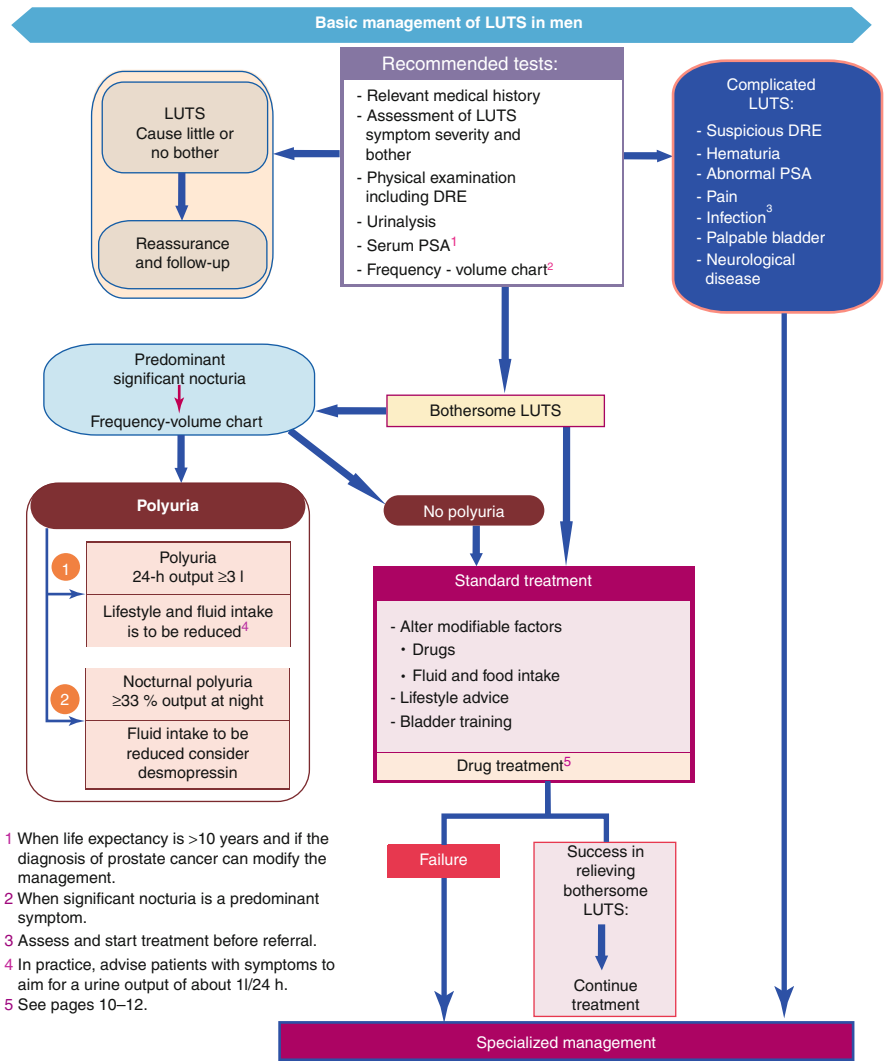 Basic management of LUTS in men
Recommended tests:
- Relevant medical history
- Assessment of LUTS
symptom severity and
bother
- Physical examination
including DRE
- Urinalysis
- Serum PSA1
- Frequency - volume chart2
LUTS
Cause little or
no bother
Reassurance
and follow-up
Complicated
LUTS:
- Suspicious DRE
- Hematuria
- Abnormal PSA
- Pain
- Infection3
- Palpable bladder
- Neurological
disease
Predominant
significant nocturia
Frequency-volume chart
Bothersome LUTS
Polyuria
No polyuria
1
Polyuria
24-h output ≥3 l
Lifestyle and fluid intake
is to be reduced4
2
Nocturnal polyuria
≥33 % output at night
Fluid intake to be
reduced consider
desmopressin
Standard treatment
- Alter modifiable factors
• Drugs
• Fluid and food intake
- Lifestyle advice
- Bladder training
Drug treatment5
Failure
Success in
relieving
bothersome
LUTS:
Continue
treatment
1 When life expectancy is >10 years and if the
diagnosis of prostate cancer can modify the
management.
2 When significant nocturia is a predominant
symptom.
3 Assess and start treatment before referral.
4 In practice, advise patients with symptoms to
aim for a urine output of about 1l/24 h.
5 See pages 10–12.
Specialized management